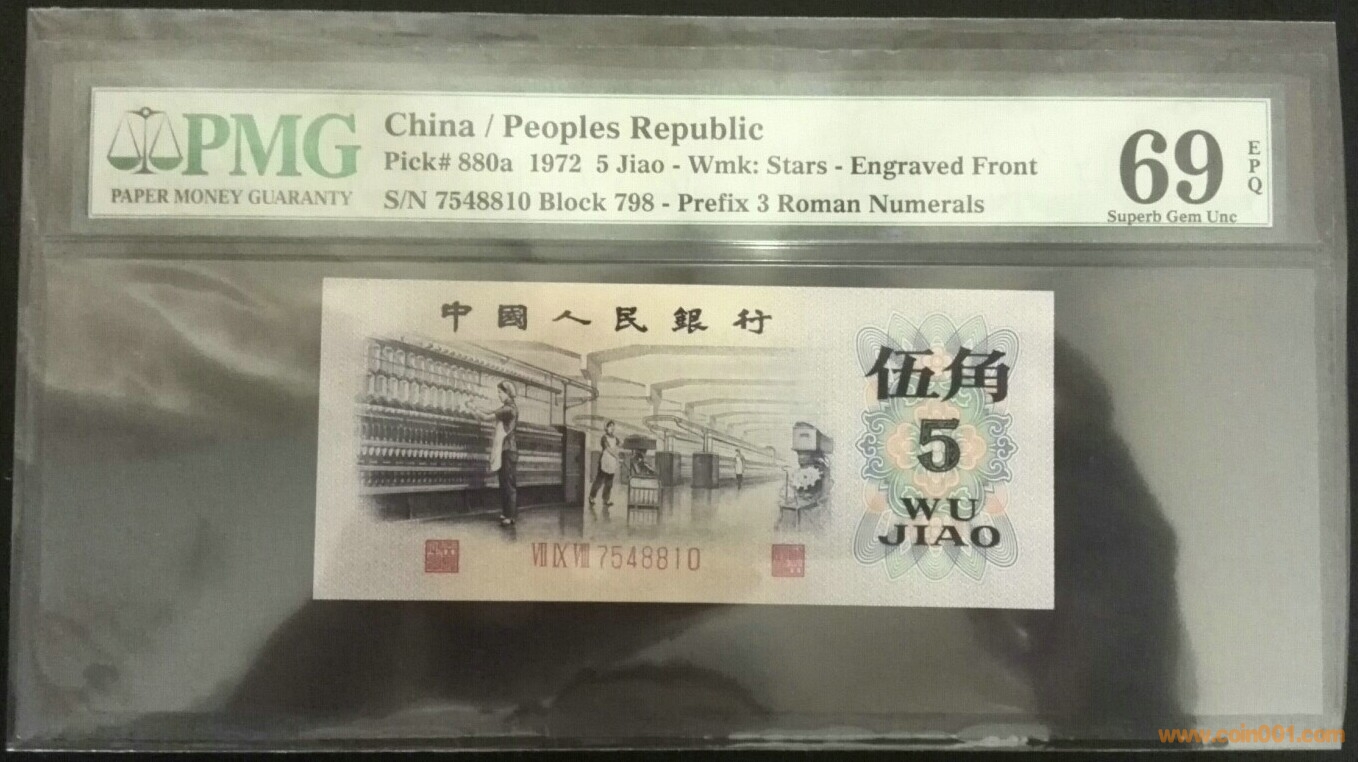 PMG
PAPER MONEY GUARANTY
China / Peoples Republic
Pick# 880a 1972 5 Jiao - Wmk: Stars - Engraved Front
S/N 7548810 Block 798 - Prefix 3 Roman Numerals
69
EPQ
Superb Gem Unc
中國人民銀行
伍角
5
WU
JIAO
VII IX VIII 7548810
www.coin001.com